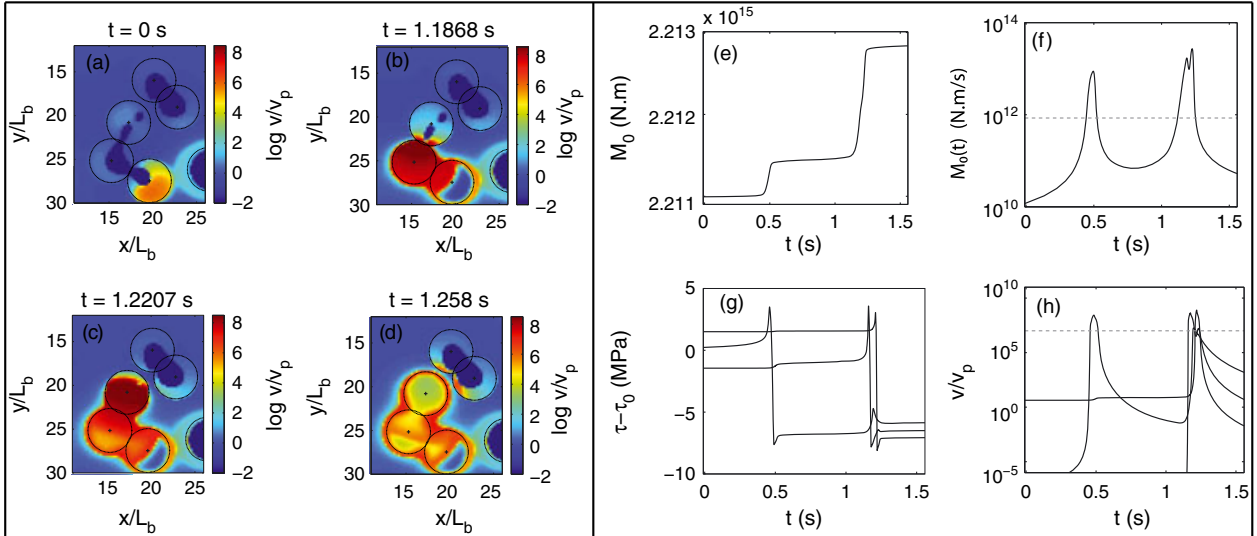 t = 0 s
(a)
15
20
25
30
y/L_b
15 20 25
x/L_b
8
6
4
2
0
−2
log v/v_p
t = 1.1868 s
(b)
15
20
25
30
y/L_b
15 20 25
x/L_b
8
6
4
2
0
−2
log v/v_p
t = 1.2207 s
(c)
15
20
25
30
y/L_b
15 20 25
x/L_b
8
6
4
2
0
−2
log v/v_p
t = 1.258 s
(d)
15
20
25
30
y/L_b
15 20 25
x/L_b
8
6
4
2
0
−2
log v/v_p
x 10^15
(e)
2.213
2.212
2.211
M_0 (N.m)
0 0.5 1 1.5
t (s)
(f)
10^14
10^12
10^10
M_0(t) (N.m/s)
0 0.5 1 1.5
t (s)
(g)
5
0
−5
−10
τ−τ_0 (MPa)
0 0.5 1 1.5
t (s)
(h)
10^10
10^5
10^0
10^−5
v/v_p
0 0.5 1 1.5
t (s)